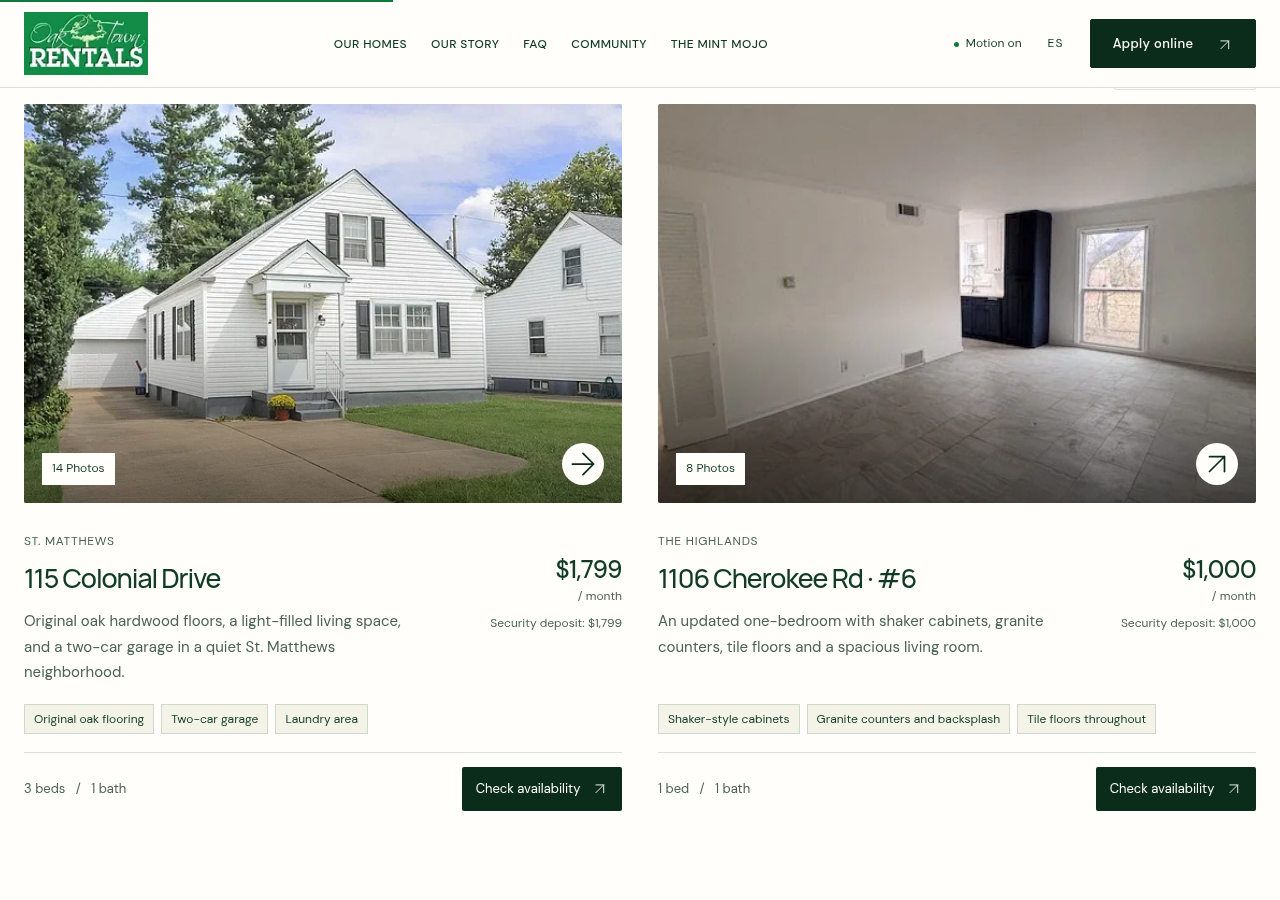 Oak Town
RENTALS
OUR HOMES
OUR STORY
FAQ
COMMUNITY
THE MINT MOJO
Motion on
ES
Apply online
115
14 Photos
8 Photos
ST. MATTHEWS
115 Colonial Drive
$1,799
/ month
Security deposit: $1,799
Original oak hardwood floors, a light-filled living space,
and a two-car garage in a quiet St. Matthews
neighborhood.
Original oak flooring
Two-car garage
Laundry area
3 beds / 1 bath
Check availability
THE HIGHLANDS
1106 Cherokee Rd · #6
$1,000
/ month
Security deposit: $1,000
An updated one-bedroom with shaker cabinets, granite
counters, tile floors and a spacious living room.
Shaker-style cabinets
Granite counters and backsplash
Tile floors throughout
1 bed / 1 bath
Check availability